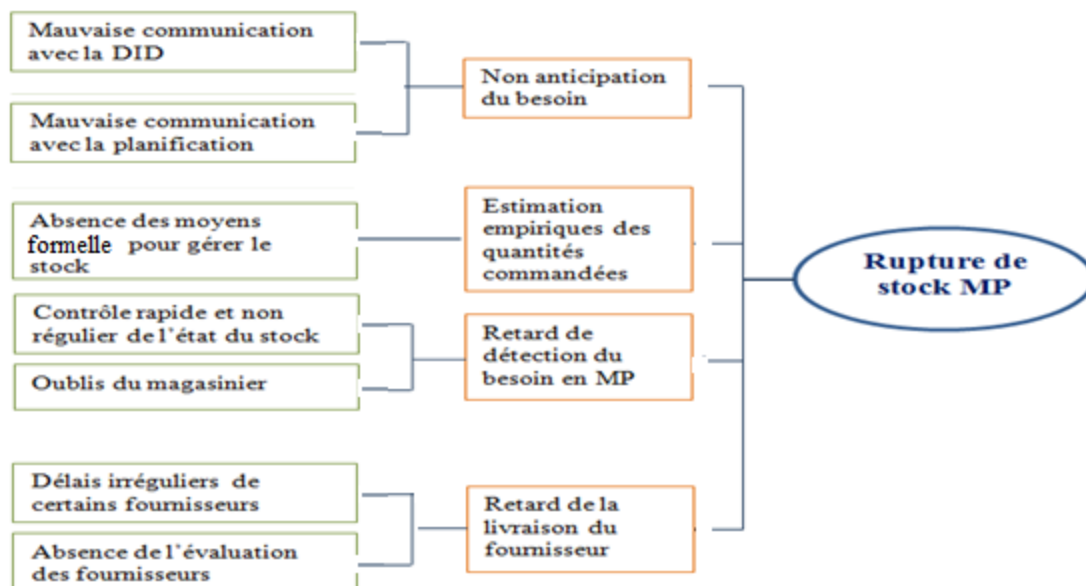 Mauvaise communication
avec la DID
Mauvaise communication
avec la planification
Non anticipation
du besoin
Absence des moyens
formelle pour gérer le
stock
Estimation
empiriques des
quantités
commandées
Contrôle rapide et non
régulier de l'état du stock
Oublis du magasinier
Retard de
détection du
besoin en MP
Délais irréguliers de
certains fournisseurs
Absence de l'évaluation
des fournisseurs
Retard de la
livraison du
fournisseur
Rupture de
stock MP